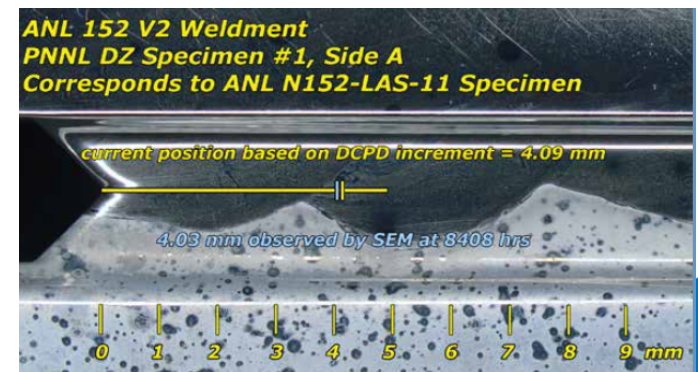 ANL 152 V2 Weldment
PNNL DZ Specimen #1, Side A
Corresponds to ANL N152-LAS-11 Specimen
current position based on DCPD increment = 4.09 mm
4.03 mm observed by SEM at 8408 hrs
0 1 2 3 4 5 6 7 8 9 mm